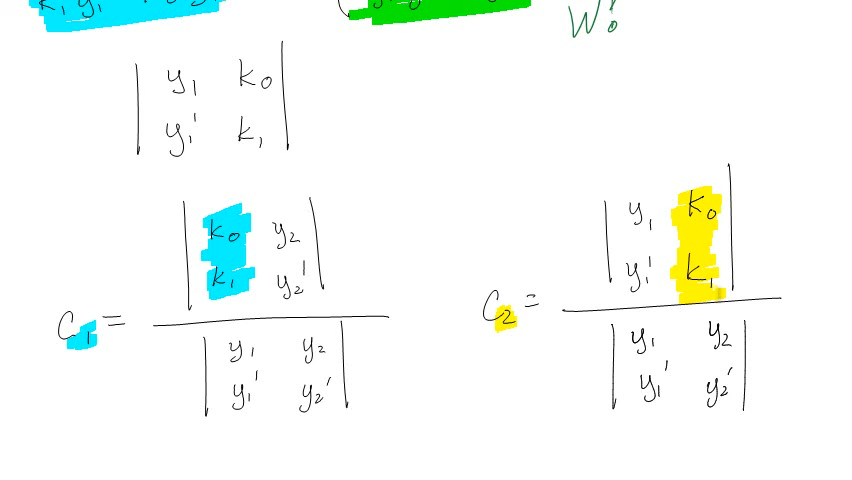 W!
| y₁ k₀ |
| y₁' k₁ |
C₁ = | k₀ y₂ | / | y₁ y₂ |
| k₁ y₂' | / | y₁' y₂' |
C₂ = | y₁ k₀ | / | y₁ y₂ |
| y₁' k₁ | / | y₁' y₂' |